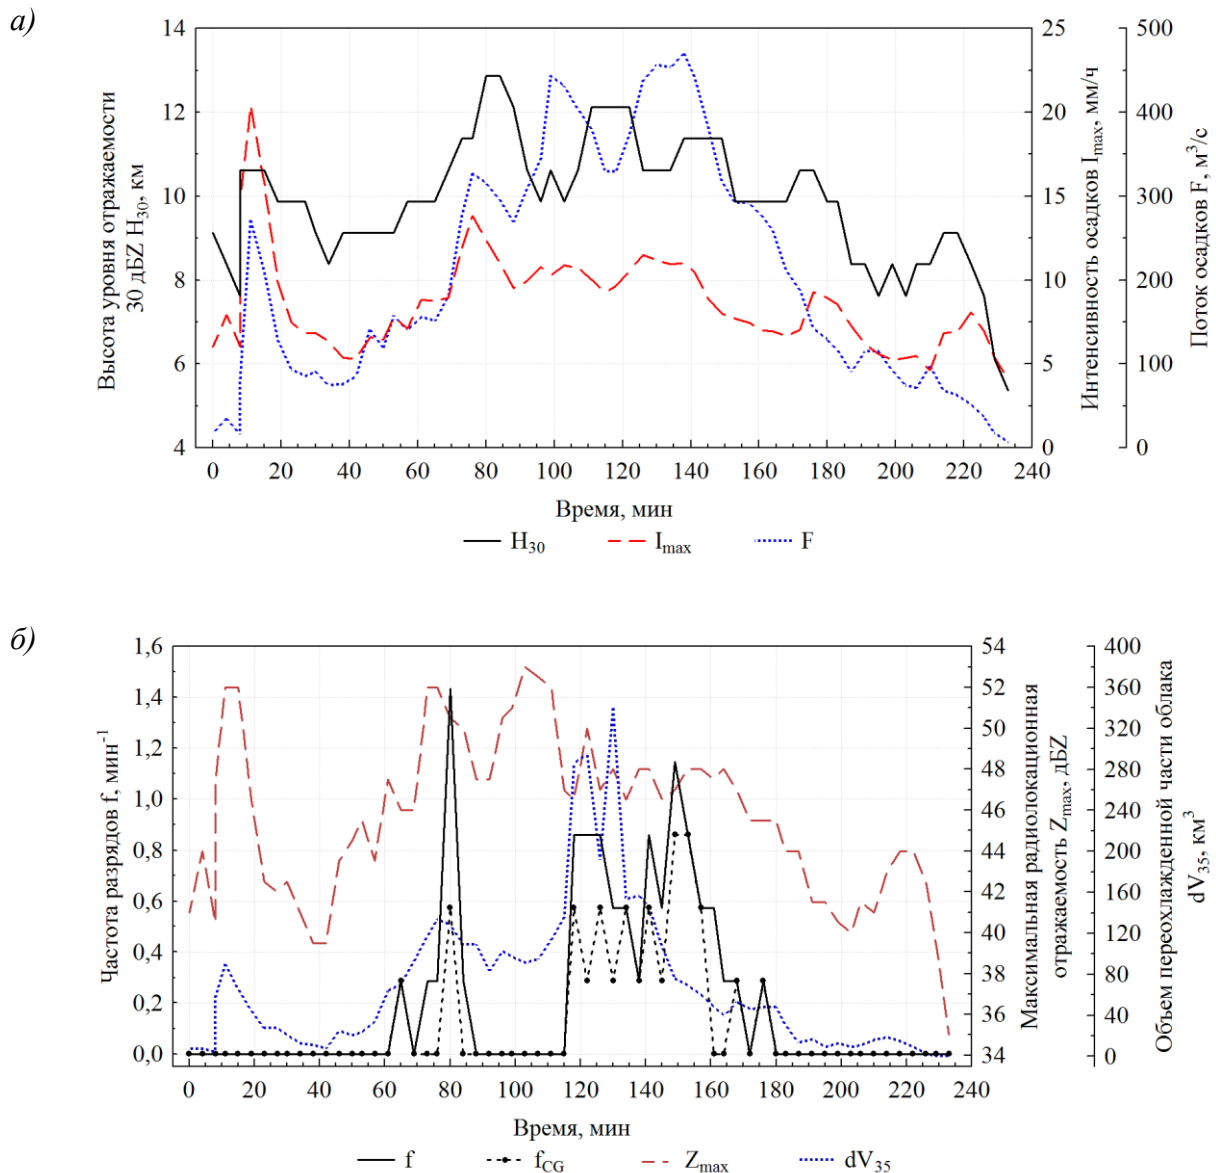 а)
Высота уровня отражаемости
30 дБZ H30, км
14
12
10
8
6
4
25
20
15
10
5
0
Интенсивность осадков Imax, мм/ч
500
400
300
200
100
0
Поток осадков F, м³/с
0 20 40 60 80 100 120 140 160 180 200 220 240
Время, мин
H30 Imax F
б)
Частота разрядов f, мин-1
1,6
1,4
1,2
1,0
0,8
0,6
0,4
0,2
0,0
54
52
50
48
46
44
42
40
38
36
34
Максимальная радиолокационная
отражаемость Zmax, дБZ
400
360
320
280
240
200
160
120
80
40
0
Объем переохлажденной части облака
dV35, км³
0 20 40 60 80 100 120 140 160 180 200 220 240
Время, мин
f fCG Zmax dV35